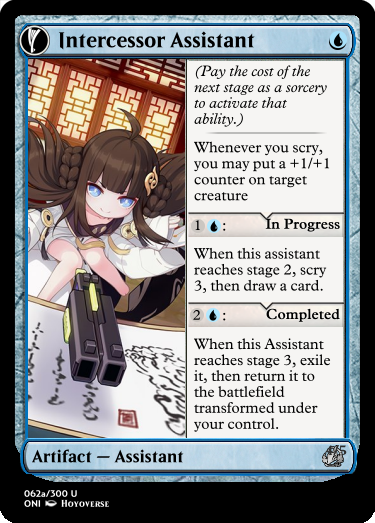 Intercessor Assistant
(Pay the cost of the
next stage as a sorcery
to activate that
ability.)
Whenever you scry,
you may put a +1/+1
counter on target
creature
1 : In Progress
When this assistant
reaches stage 2, scry
3, then draw a card.
2 : Completed
When this Assistant
reaches stage 3, exile
it, then return it to
the battlefield
transformed under
your control.
Artifact — Assistant
062a/300 U
ONI Hoyoverse